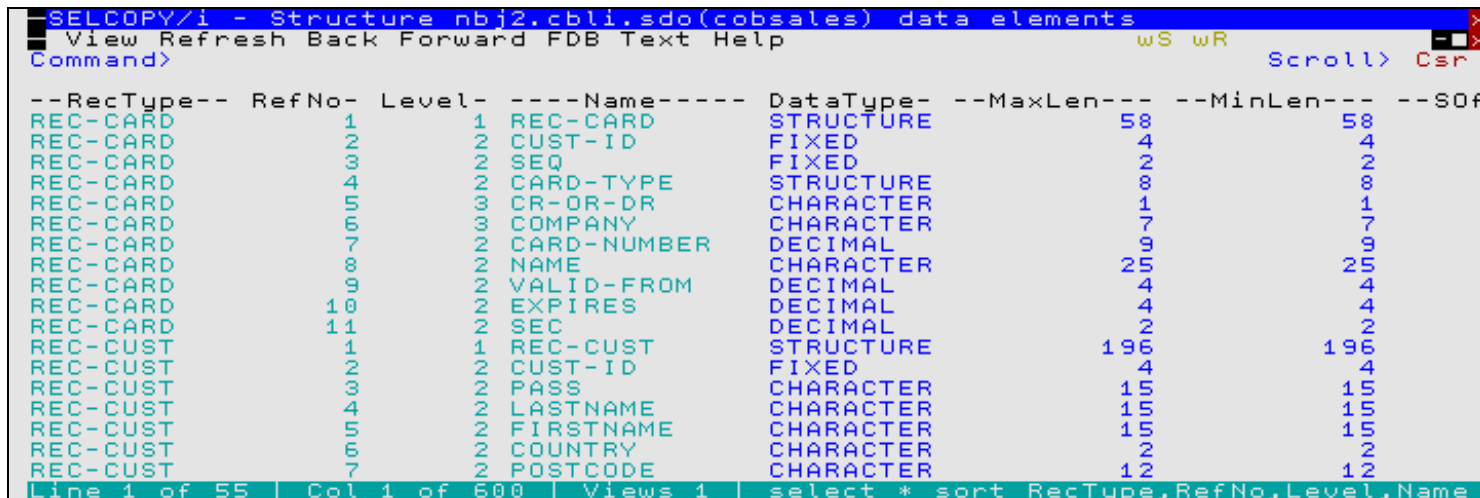 SELCOPY/i - Structure nbj2.cbli.sdo(cobsales) data elements
View Refresh Back Forward FDB Text Help wS wR
Command> Scroll> Csr
--RecType-- RefNo- Level- ----Name----- DataType- --MaxLen--- --MinLen--- --SOf
REC-CARD 1 1 REC-CARD STRUCTURE 58 58
REC-CARD 2 2 CUST-ID FIXED 4 4
REC-CARD 3 2 SEQ FIXED 2 2
REC-CARD 4 2 CARD-TYPE STRUCTURE 8 8
REC-CARD 5 3 CR-OR-DR CHARACTER 1 1
REC-CARD 6 3 COMPANY CHARACTER 7 7
REC-CARD 7 2 CARD-NUMBER DECIMAL 9 9
REC-CARD 8 2 NAME CHARACTER 25 25
REC-CARD 9 2 VALID-FROM DECIMAL 4 4
REC-CARD 10 2 EXPIRES DECIMAL 4 4
REC-CARD 11 2 SEC DECIMAL 2 2
REC-CUST 1 1 REC-CUST STRUCTURE 196 196
REC-CUST 2 2 CUST-ID FIXED 4 4
REC-CUST 3 2 PASS CHARACTER 15 15
REC-CUST 4 2 LASTNAME CHARACTER 15 15
REC-CUST 5 2 FIRSTNAME CHARACTER 15 15
REC-CUST 6 2 COUNTRY CHARACTER 2 2
REC-CUST 7 2 POSTCODE CHARACTER 12 12
Line 1 of 55 | Col 1 of 600 | Views 1 | select * sort RecType,RefNo,Level,Name